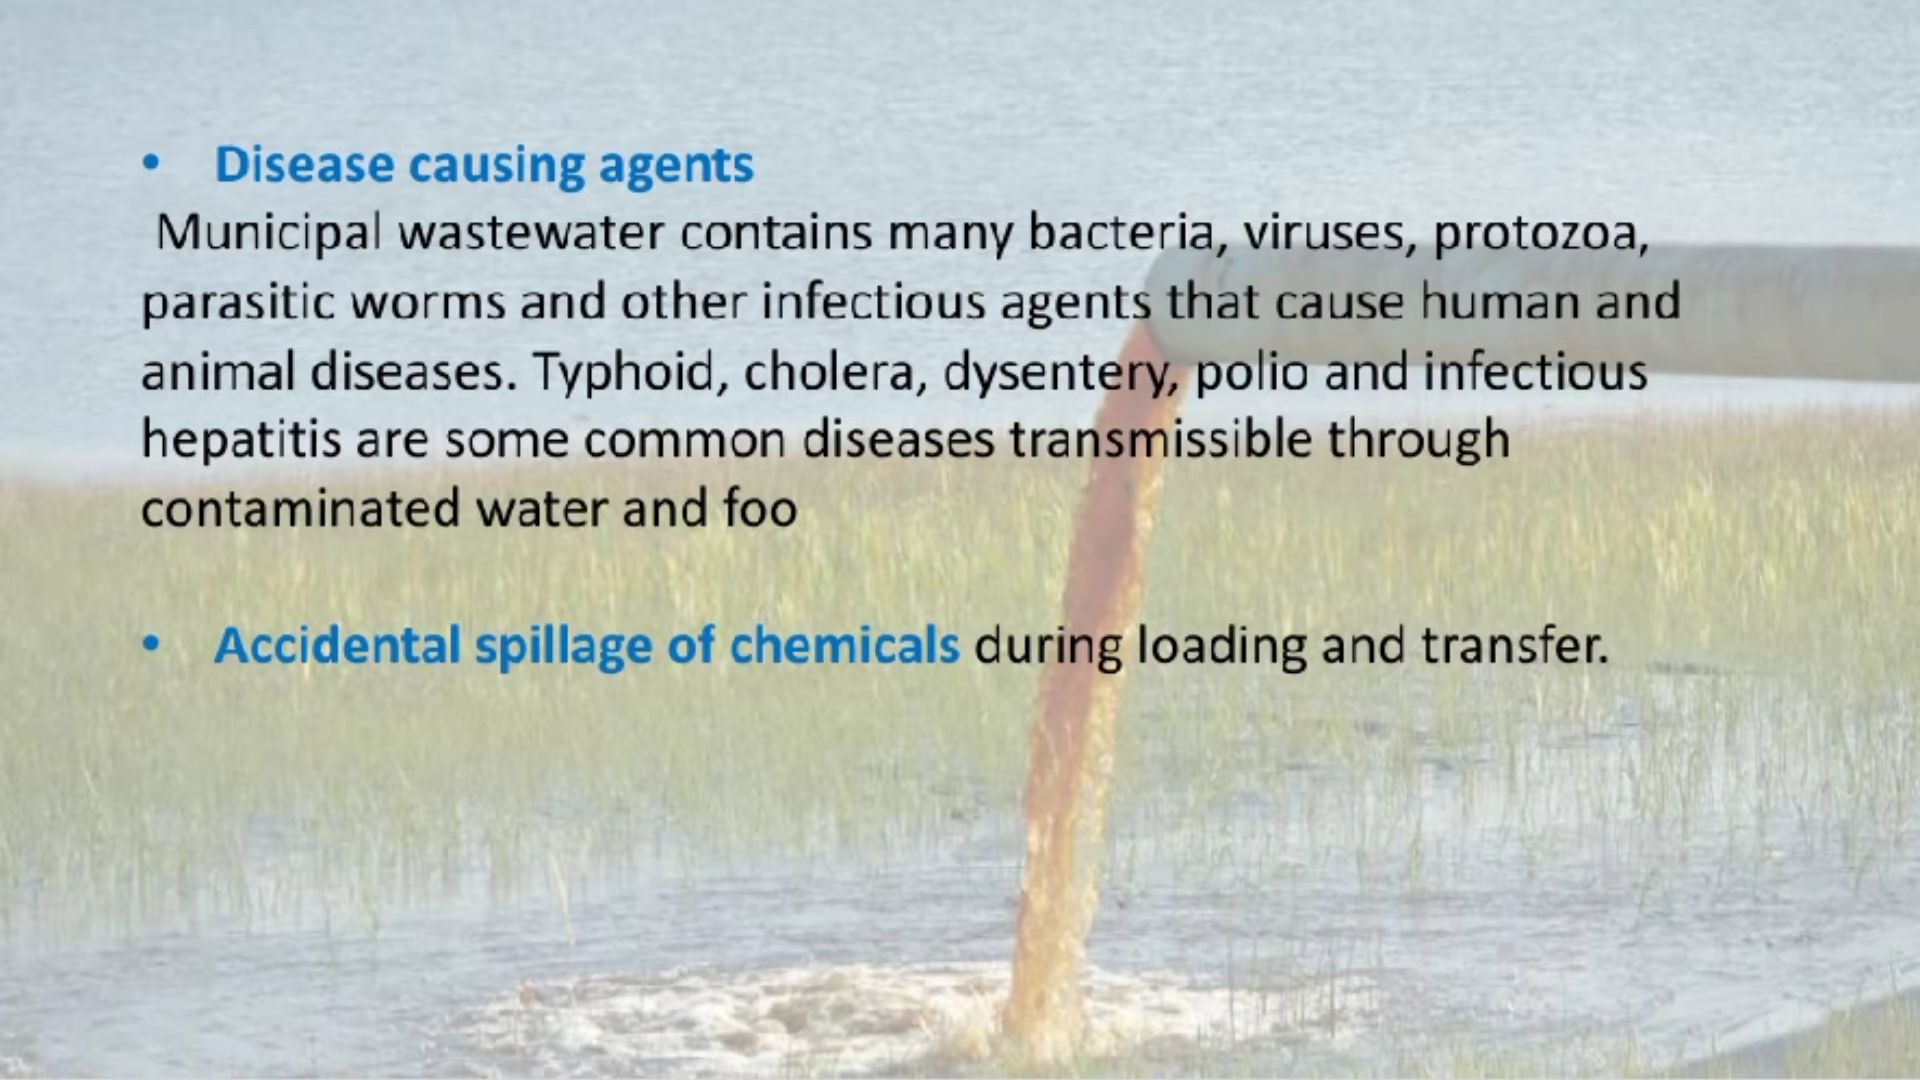 • Disease causing agents
Municipal wastewater contains many bacteria, viruses, protozoa,
parasitic worms and other infectious agents that cause human and
animal diseases. Typhoid, cholera, dysentery, polio and infectious
hepatitis are some common diseases transmissible through
contaminated water and foo
• Accidental spillage of chemicals during loading and transfer.